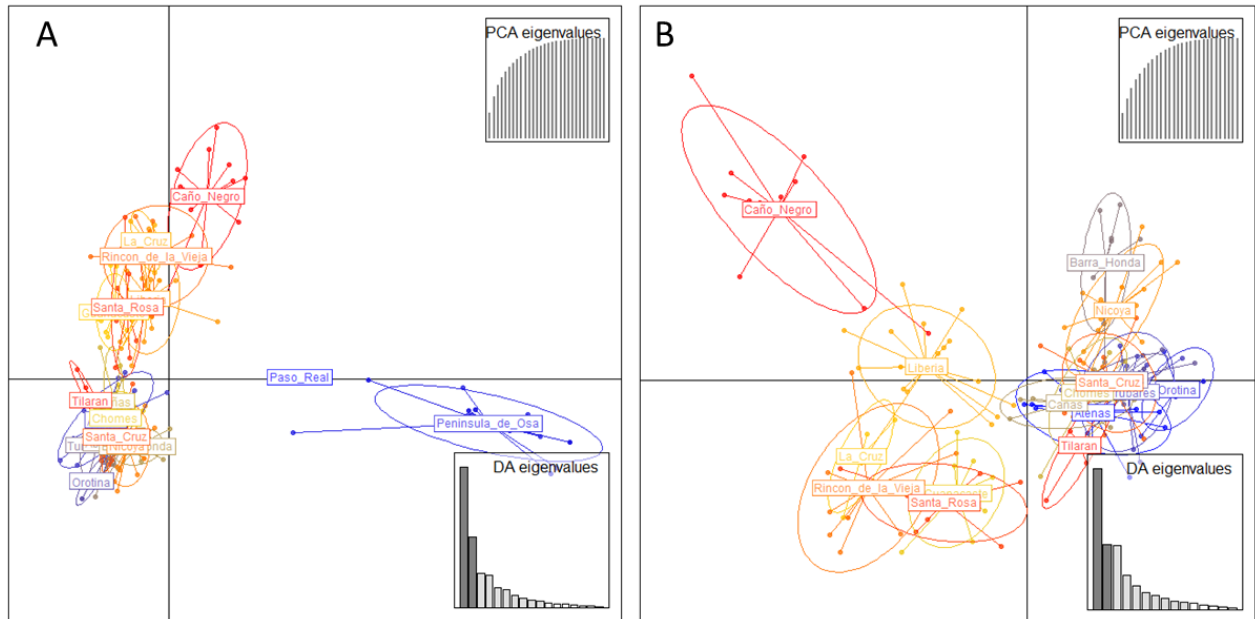 A
PCA eigenvalues
Caño_Negro
La_Cruz
Rincon_de_la_Vieja
Santa_Rosa
Paso_Real
Tilaran
Peninsula_de_Osa
Chomes
Santa_Cruz
Nicoya
Orotina
DA eigenvalues
B
PCA eigenvalues
Caño_Negro
Barra_Honda
Nicoya
Liberia
Santa_Cruz
Orotina
Chomes
Cañas
Atenas
Tilaran
La_Cruz
Rincon_de_la_Vieja
Santa_Rosa
DA eigenvalues